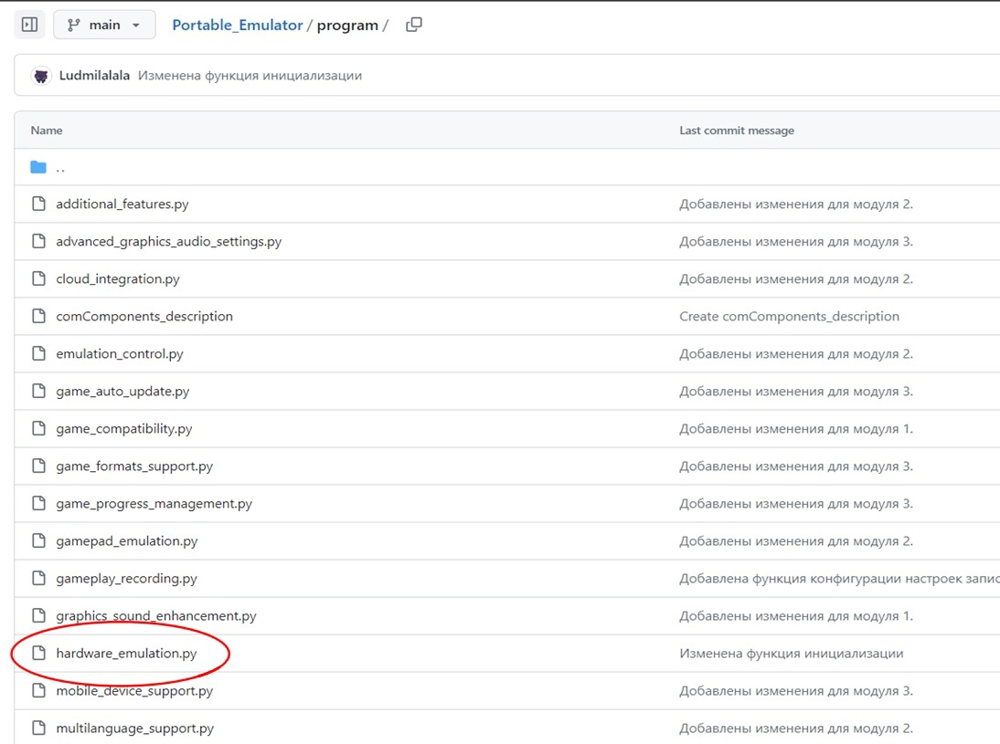 main Portable_Emulator / program /
Ludmilalala Изменена функция инициализации
Name Last commit message
..
additional_features.py Добавлены изменения для модуля 2.
advanced_graphics_audio_settings.py Добавлены изменения для модуля 3.
cloud_integration.py Добавлены изменения для модуля 2.
comComponents_description Create comComponents_description
emulation_control.py Добавлены изменения для модуля 2.
game_auto_update.py Добавлены изменения для модуля 3.
game_compatibility.py Добавлены изменения для модуля 1.
game_formats_support.py Добавлены изменения для модуля 3.
game_progress_management.py Добавлены изменения для модуля 3.
gamepad_emulation.py Добавлены изменения для модуля 2.
gameplay_recording.py Добавлена функция конфигурации настроек запис
graphics_sound_enhancement.py Добавлены изменения для модуля 1.
hardware_emulation.py Изменена функция инициализации
mobile_device_support.py Добавлены изменения для модуля 3.
multilanguage_support.py Добавлены изменения для модуля 2.